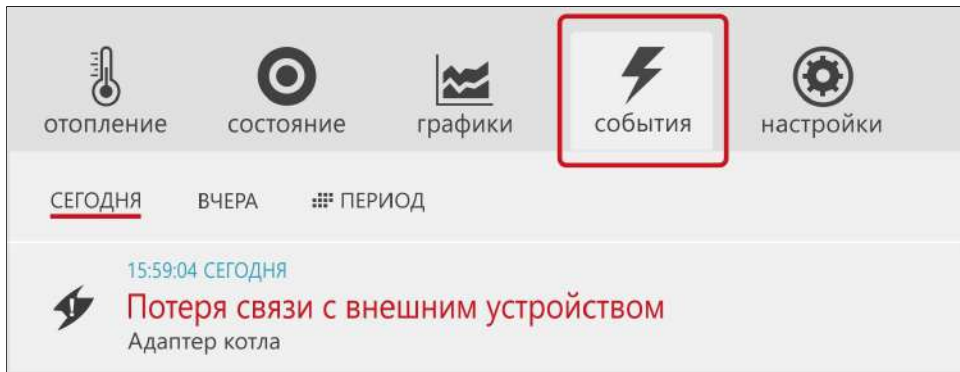 отопление состояние графики события настройки
СЕГОДНЯ ВЧЕРА ПЕРИОД
15:59:04 СЕГОДНЯ
Потеря связи с внешним устройством
Адаптер котла